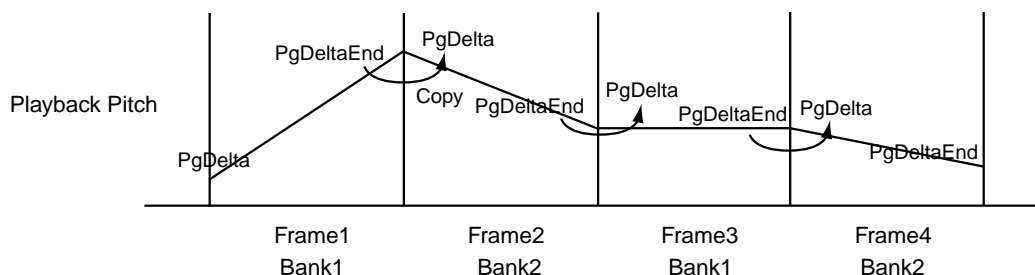 PgDeltaEnd
PgDelta
Copy
PgDelta
PgDeltaEnd
PgDelta
PgDeltaEnd
PgDelta
PgDeltaEnd
Playback Pitch
Frame1
Bank1
Frame2
Bank2
Frame3
Bank1
Frame4
Bank2